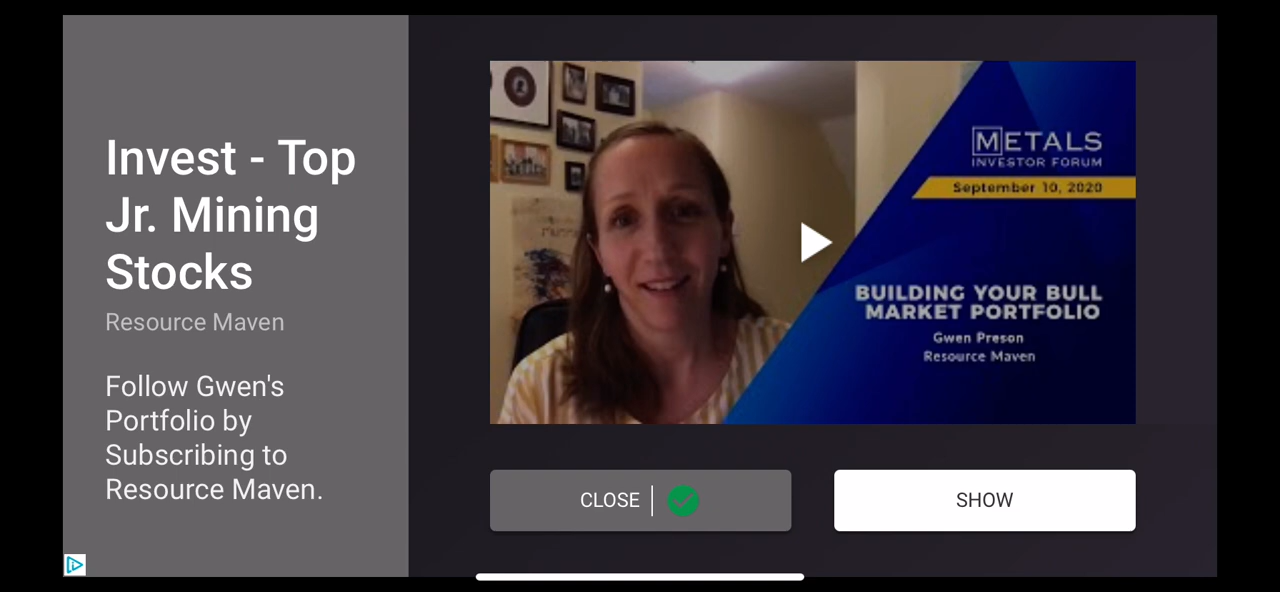 Invest - Top
Jr. Mining
Stocks
Resource Maven
Follow Gwen's
Portfolio by
Subscribing to
Resource Maven.
METALS
INVESTOR FORUM
September 10, 2020
BUILDING YOUR BULL
MARKET PORTFOLIO
Gwen Preson
Resource Maven
CLOSE
SHOW